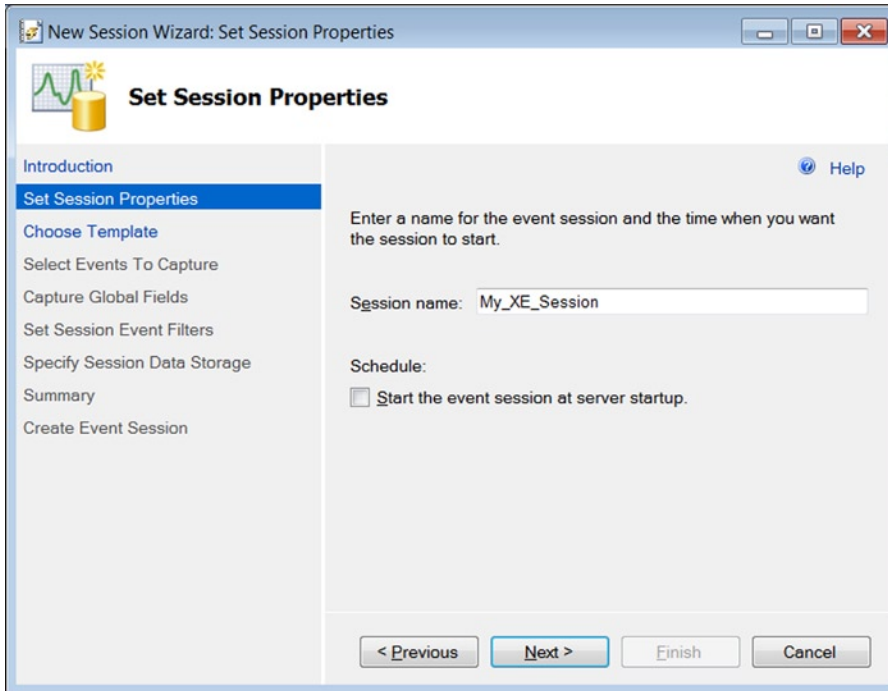 New Session Wizard: Set Session Properties
Set Session Properties
Introduction
Set Session Properties
Choose Template
Select Events To Capture
Capture Global Fields
Set Session Event Filters
Specify Session Data Storage
Summary
Create Event Session
Help
Enter a name for the event session and the time when you want
the session to start.
Session name: My_XE_Session
Schedule:
Start the event session at server startup.
< Previous
Next >
Finish
Cancel